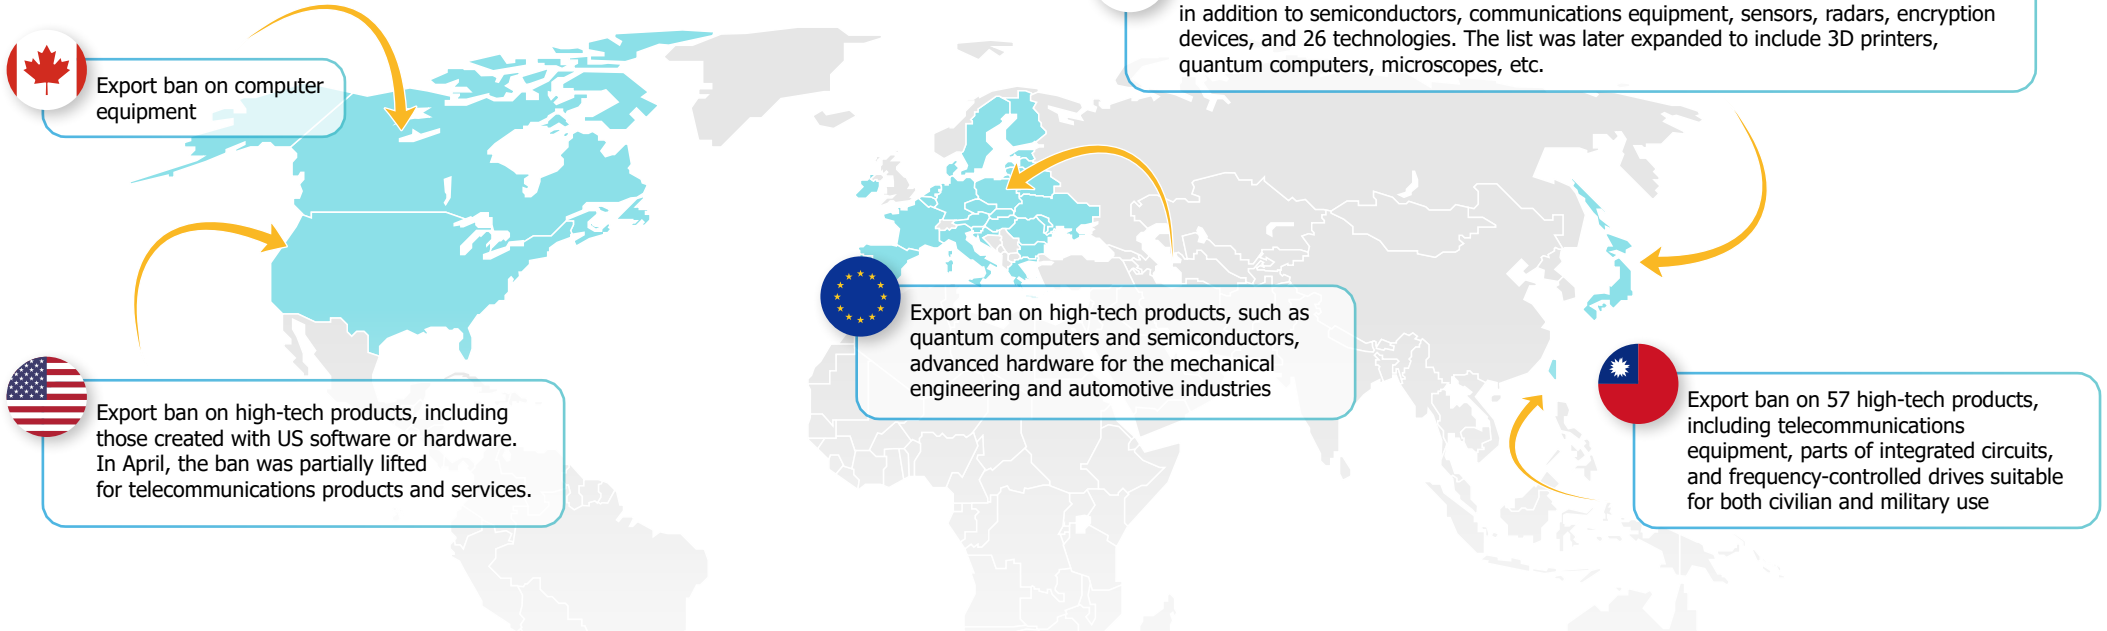 in addition to semiconductors, communications equipment, sensors, radars, encryption
devices, and 26 technologies. The list was later expanded to include 3D printers,
quantum computers, microscopes, etc.
Export ban on computer
equipment
Export ban on high-tech products, such as
quantum computers and semiconductors,
advanced hardware for the mechanical
engineering and automotive industries
Export ban on high-tech products, including
those created with US software or hardware.
In April, the ban was partially lifted
for telecommunications products and services.
Export ban on 57 high-tech products,
including telecommunications
equipment, parts of integrated circuits,
and frequency-controlled drives suitable
for both civilian and military use